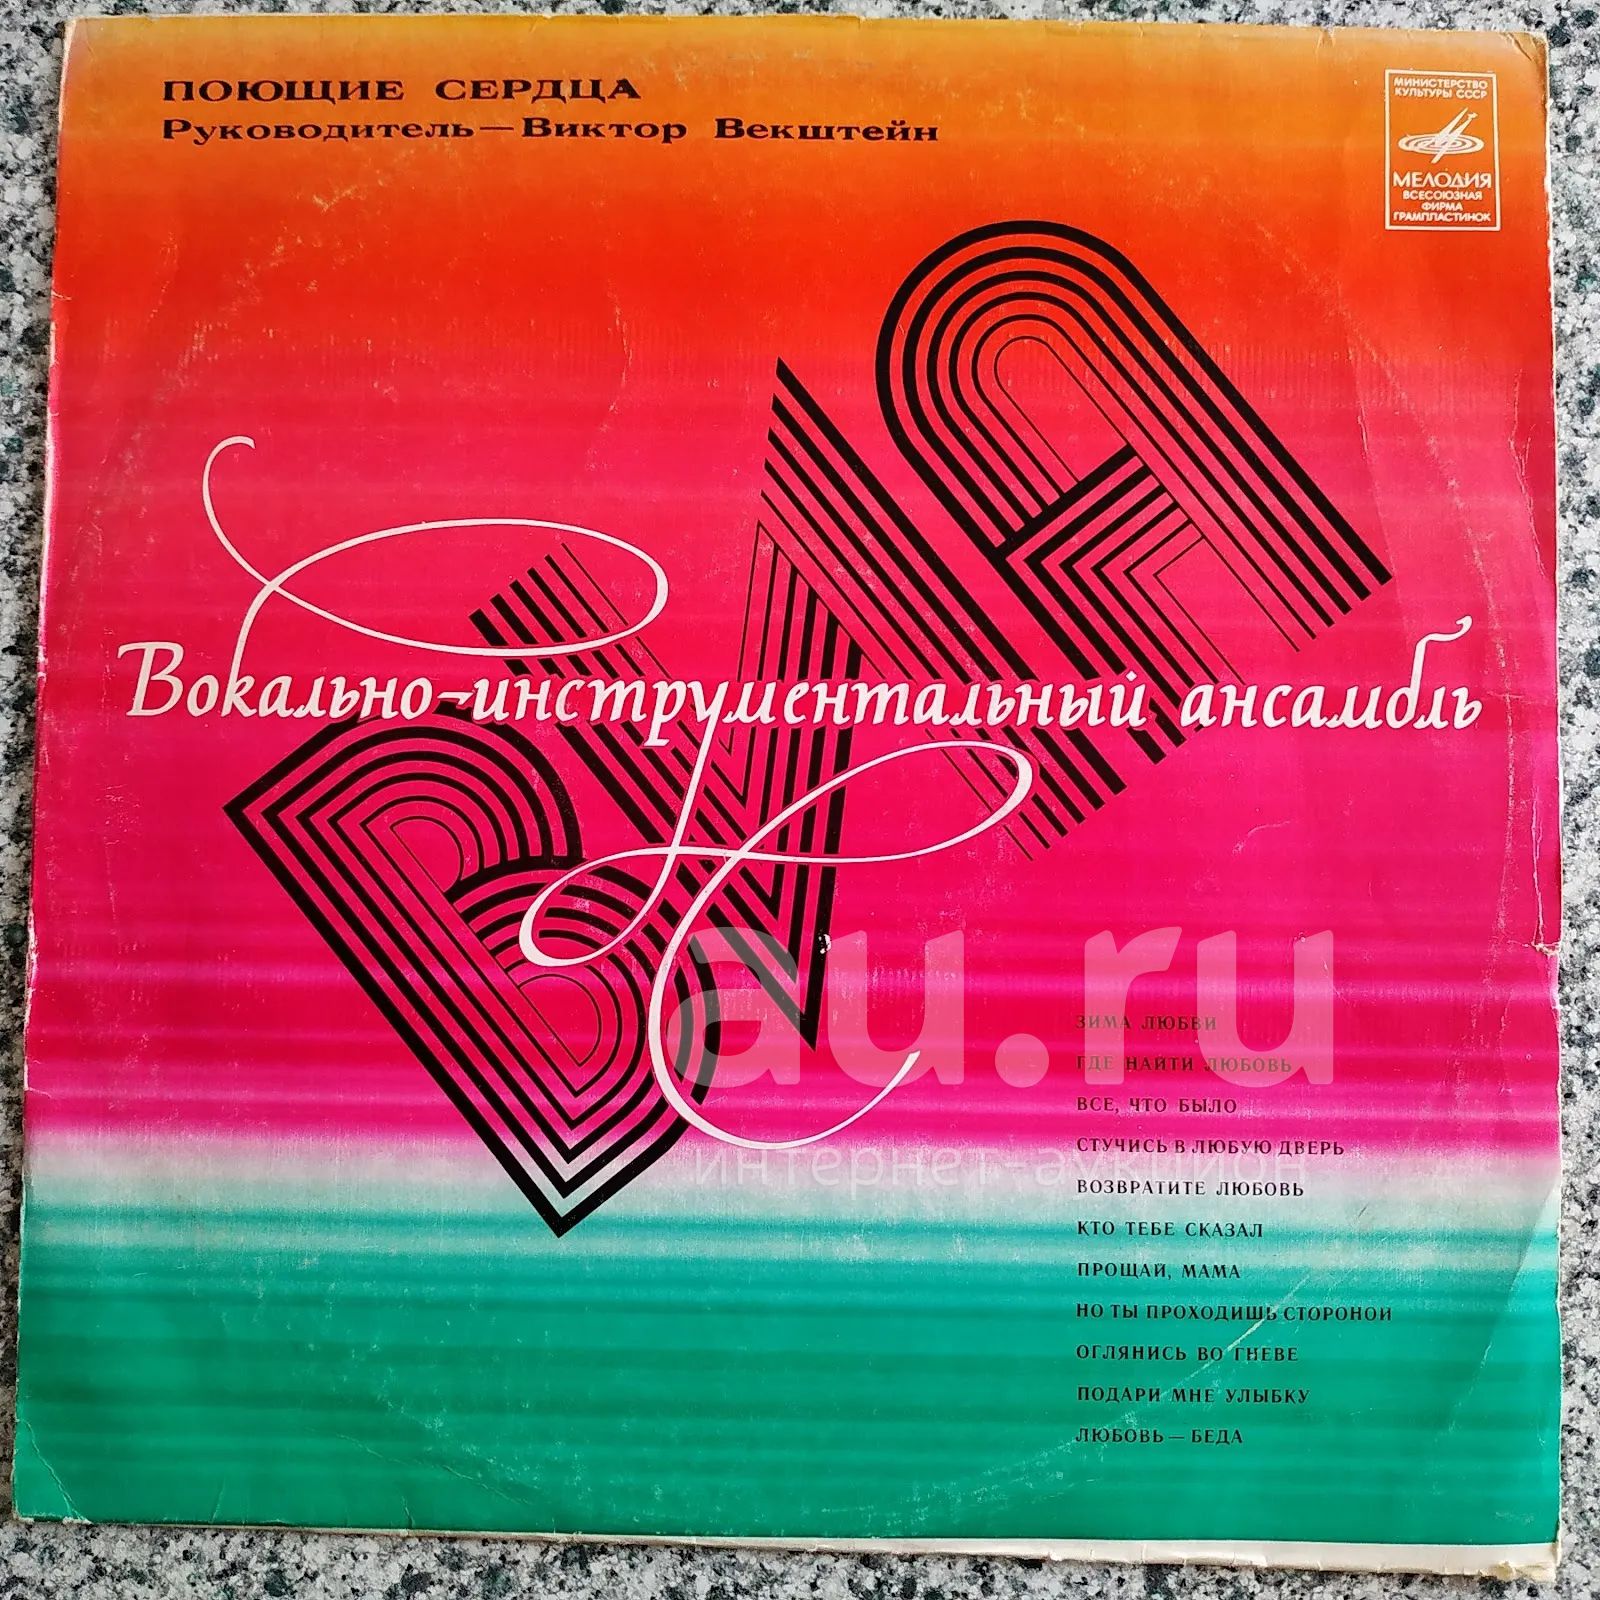 ПОЮЩИЕ СЕРДЦА
Руководитель—Виктор Векштейн
МИНИСТЕРСТВО
КУЛЬТУРЫ СССР
МЕЛОДИЯ
ВСЕСОЮЗНАЯ
ФИРМА
ГРАМПЛАСТИНОК
ВИА
Вокально-инструментальный ансамбль
au.ru
интернет-аукцион
ЗИМА ЛЮБВИ
ГДЕ НАЙТИ ЛЮБОВЬ
ВСЕ, ЧТО БЫЛО
СТУЧИСЬ В ЛЮБУЮ ДВЕРЬ
ВОЗВРАТИТЕ ЛЮБОВЬ
КТО ТЕБЕ СКАЗАЛ
ПРОЩАЙ, МАМА
НО ТЫ ПРОХОДИШЬ СТОРОНОЙ
ОГЛЯНИСЬ ВО ГНЕВЕ
ПОДАРИ МНЕ УЛЫБКУ
ЛЮБОВЬ — БЕДА